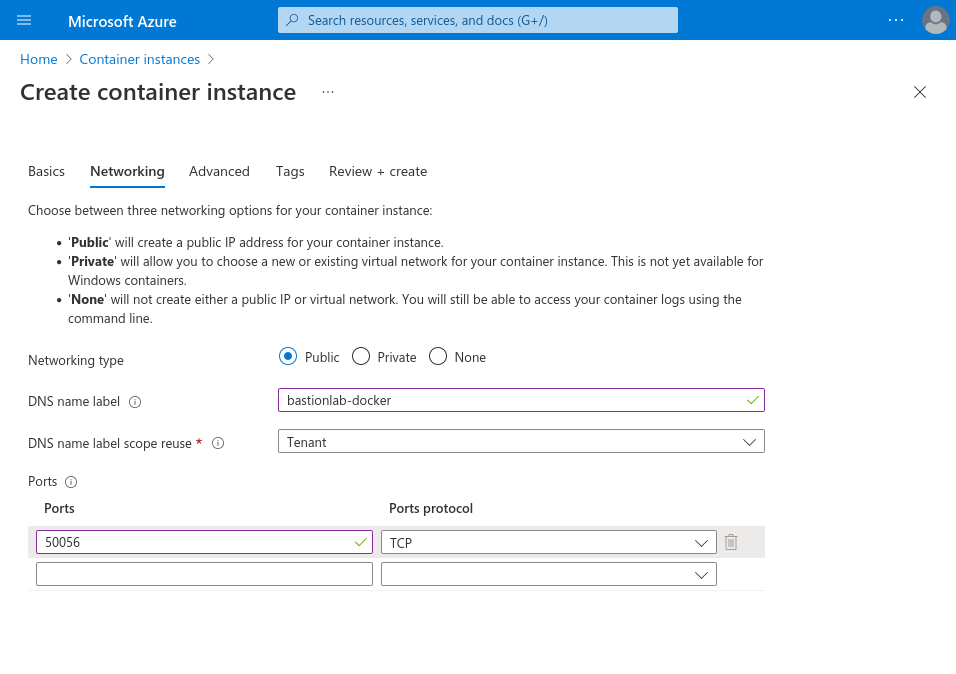 Microsoft Azure
Search resources, services, and docs (G+/)
Home
Container instances
Create container instance
Basics
Networking
Advanced
Tags
Review + create
Choose between three networking options for your container instance:
• 'Public' will create a public IP address for your container instance.
• 'Private' will allow you to choose a new or existing virtual network for your container instance. This is not yet available for
Windows containers.
• 'None' will not create either a public IP or virtual network. You will still be able to access your container logs using the
command line.
Networking type
Public
Private
None
DNS name label
bastionlab-docker
DNS name label scope reuse *
Tenant
Ports
Ports
Ports protocol
50056
TCP